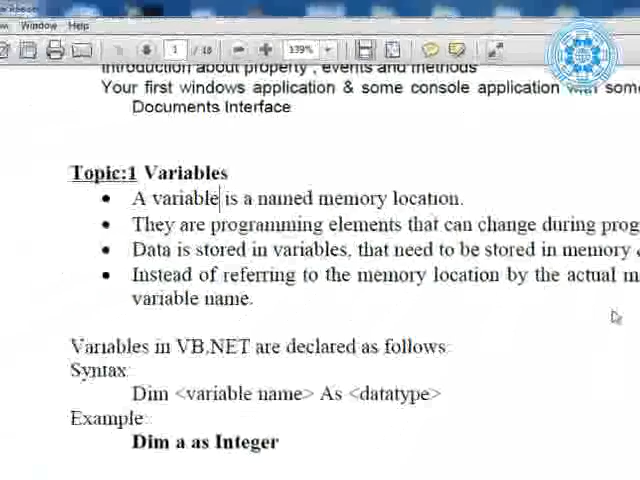 Window Help
1 / 18 139%
Introduction about property , events and methods
Your first windows application & some console application with som
Documents Interface
Topic:1 Variables
• A variable is a named memory location.
• They are programming elements that can change during prog
• Data is stored in variables, that need to be stored in memory
• Instead of referring to the memory location by the actual m
variable name.
Variables in VB.NET are declared as follows:
Syntax:
Dim <variable name> As <datatype>
Example:
Dim a as Integer